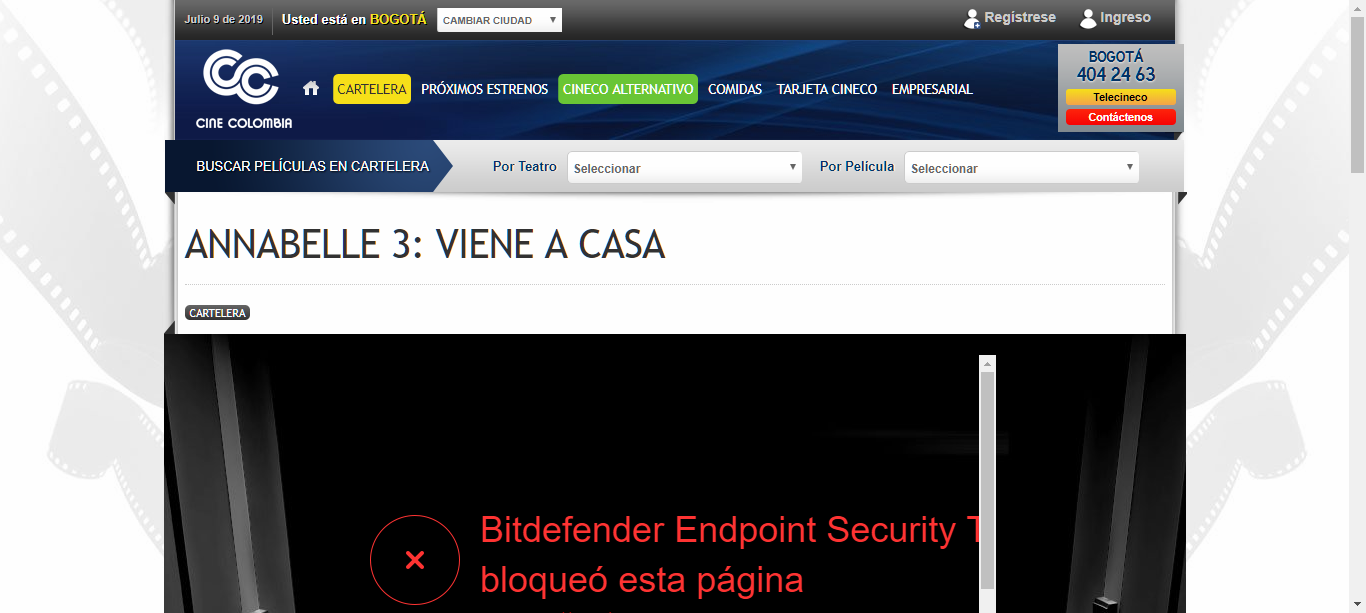 Julio 9 de 2019 Usted está en BOGOTÁ CAMBIAR CIUDAD Regístrese Ingreso
CINE COLOMBIA
CARTELERA PRÓXIMOS ESTRENOS CINECO ALTERNATIVO COMIDAS TARJETA CINECO EMPRESARIAL
BOGOTÁ
404 24 63
Telecineco
Contáctenos
BUSCAR PELÍCULAS EN CARTELERA Por Teatro Seleccionar Por Película Seleccionar
ANNABELLE 3: VIENE A CASA
CARTELERA
Bitdefender Endpoint Security
bloqueó esta página